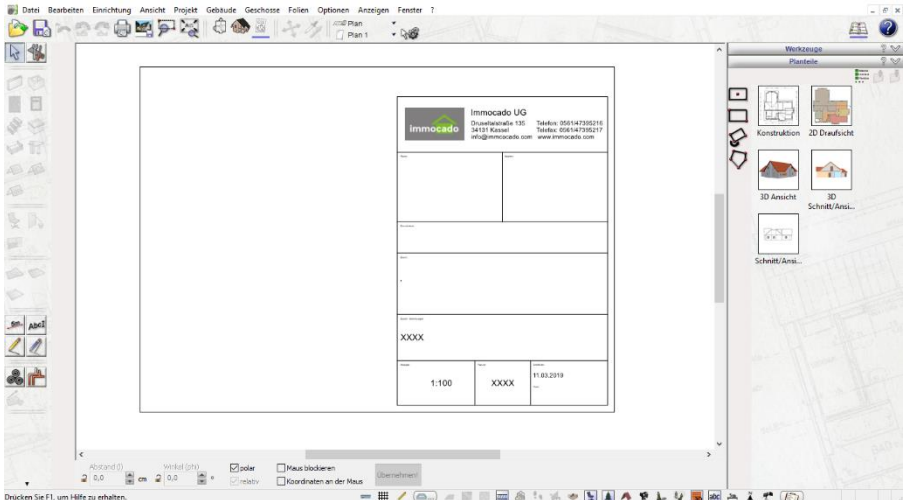 Datei Bearbeiten Einrichtung Ansicht Projekt Gebäude Geschosse Folien Optionen Anzeigen Fenster ?
Plan
Plan 1
Werkzeuge
Planteile
Konstruktion 2D Draufsicht
3D Ansicht 3D
Schnitt/Ansi...
Schnitt/Ansi...
immocado
Immocado UG
Druseltalstraße 135 Telefon: 0561/47395216
34131 Kassel Telefax: 0561/47395217
info@immocado.com www.immocado.com
XXXX
1:100 XXXX 11.03.2019
Abc
Abstand (l) Winkel (phi) polar Maus blockieren
0,0 cm 0,0 ° relativ Koordinaten an der Maus Übernehmen!
Drücken Sie F1, um Hilfe zu erhalten.